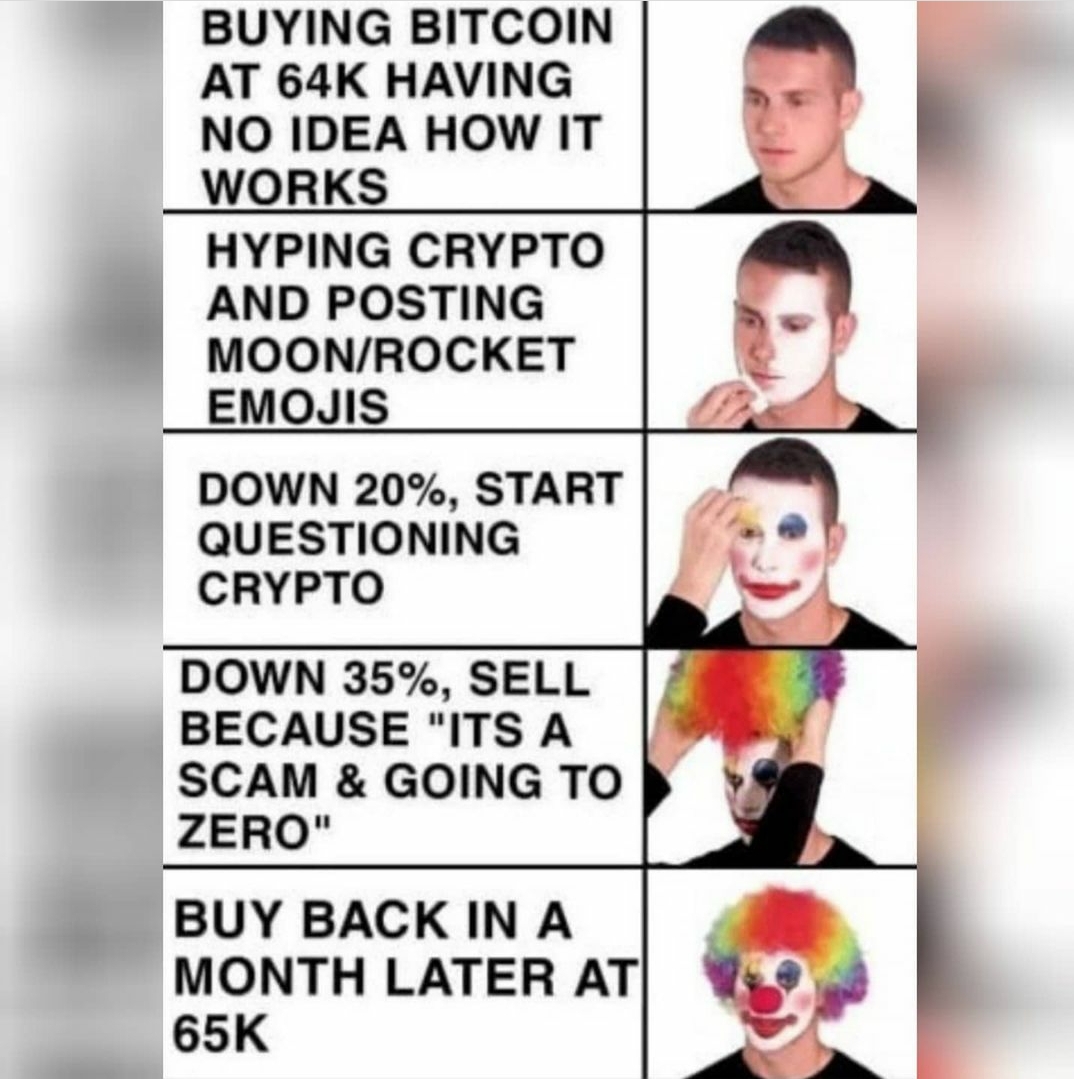 BUYING BITCOIN
AT 64K HAVING
NO IDEA HOW IT
WORKS
HYPING CRYPTO
AND POSTING
MOON/ROCKET
EMOJIS
DOWN 20%, START
QUESTIONING
CRYPTO
DOWN 35%, SELL
BECAUSE "ITS A
SCAM & GOING TO
ZERO"
BUY BACK IN A
MONTH LATER AT
65K